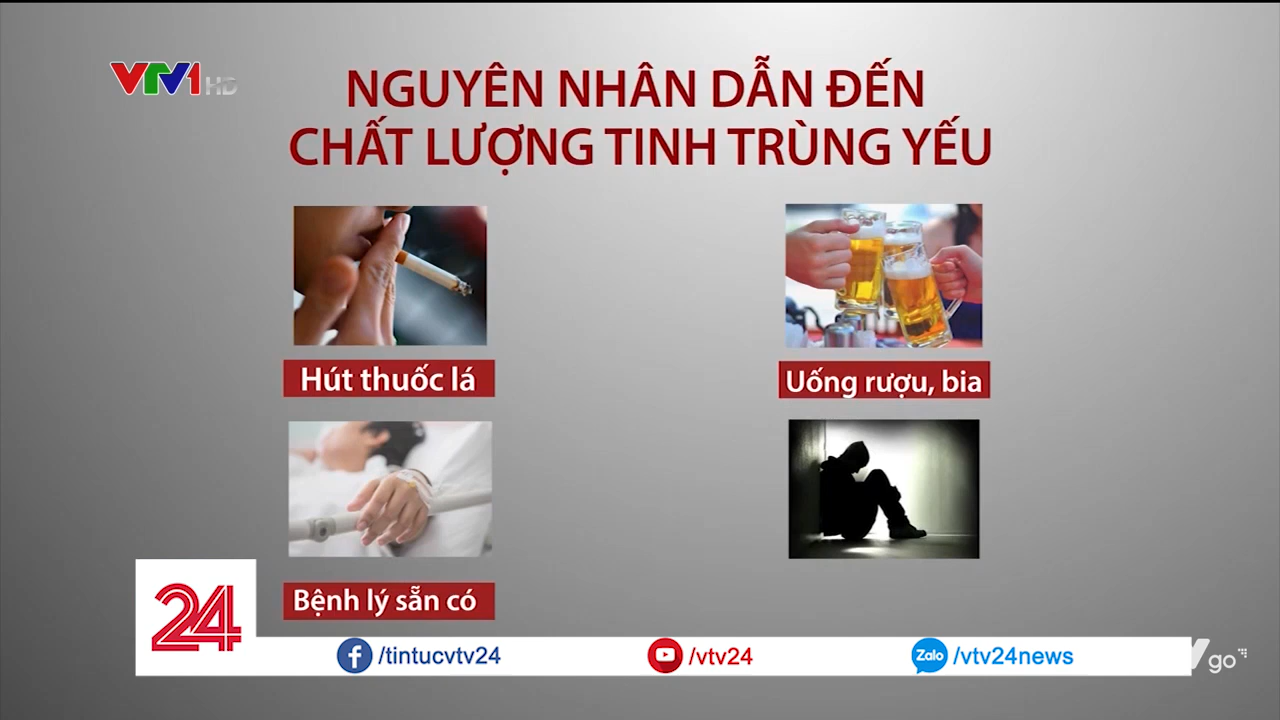 VTV1 HD
NGUYÊN NHÂN DẪN ĐẾN
CHẤT LƯỢNG TINH TRÙNG YẾU
Hút thuốc lá
Uống rượu, bia
Bệnh lý sẵn có
24
/tintucvtv24
/vtv24
Zalo /vtv24news
go